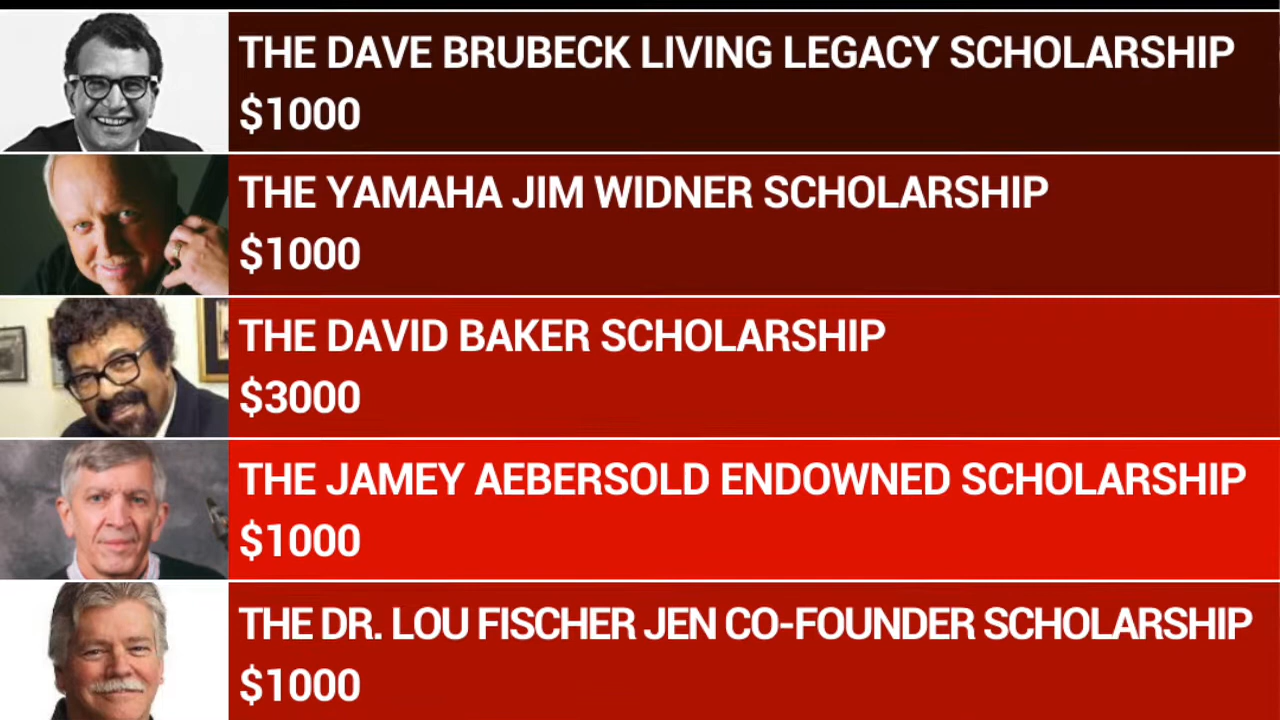 THE DAVE BRUBECK LIVING LEGACY SCHOLARSHIP
$1000
THE YAMAHA JIM WIDNER SCHOLARSHIP
$1000
THE DAVID BAKER SCHOLARSHIP
$3000
THE JAMEY AEBERSOLD ENDOWNED SCHOLARSHIP
$1000
THE DR. LOU FISCHER JEN CO-FOUNDER SCHOLARSHIP
$1000